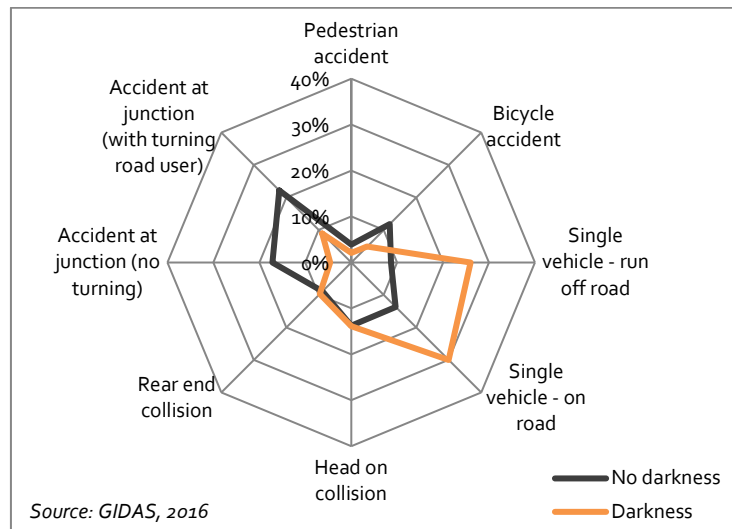 Pedestrian
accident
Bicycle
accident
Single
vehicle - run
off road
Single
vehicle - on
road
Head on
collision
Rear end
collision
Accident at
junction (no
turning)
Accident at
junction
(with turning
road user)
40%
30%
20%
10%
0%
No darkness
Darkness
Source: GIDAS, 2016